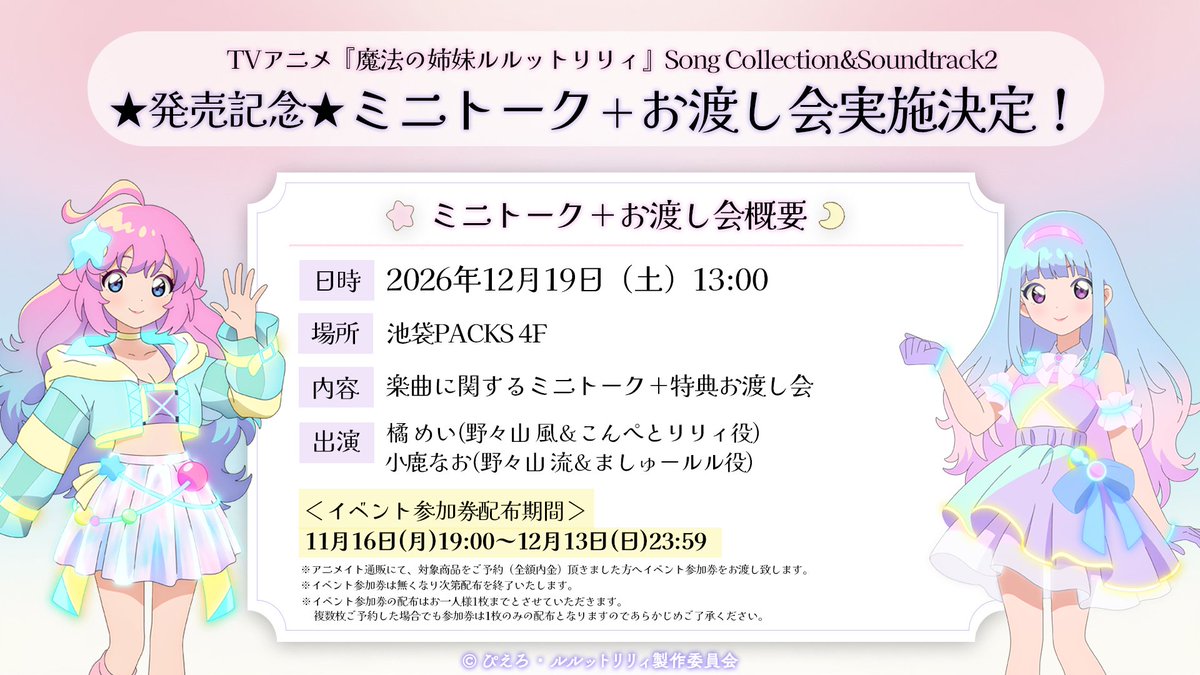 TVアニメ『魔法の姉妹ルルットリリィ』Song Collection&Soundtrack2
★発売記念★ミニトーク＋お渡し会実施決定！
ミニトーク＋お渡し会概要
日時 2026年12月19日（土）13:00
場所 池袋PACKS 4F
内容 楽曲に関するミニトーク＋特典お渡し会
出演 橘 めい(野々山 風＆こんぺとリリィ役)
小鹿なお(野々山 流＆ましゅールル役)
＜イベント参加券配布期間＞
11月16日(月)19:00〜12月13日(日)23:59
※アニメイト通販にて、対象商品をご予約（全額内金）頂きました方へイベント参加券をお渡し致します。
※イベント参加券は無くなり次第配布を終了いたします。
※イベント参加券の配布はお一人様1枚までとさせていただきます。
複数枚ご予約した場合でも参加券は1枚のみの配布となりますのであらかじめご了承ください。
© ぴえろ・ルルットリリィ製作委員会